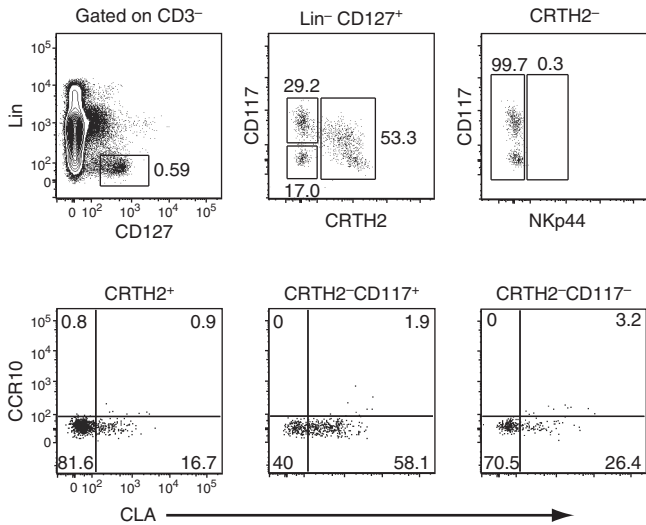 Gated on CD3⁻
Lin⁻ CD127⁺
CRTH2⁻
Lin
10⁵
10⁴
10³
10²
0
0.59
0 10² 10³ 10⁴ 10⁵
CD127
CD117
29.2
53.3
17.0
CRTH2
CD117
99.7 0.3
NKp44
CRTH2⁺
CRTH2⁻CD117⁺
CRTH2⁻CD117⁻
CCR10
10⁵
10⁴
10³
10²
0
0.8 0.9
81.6 16.7
0 10² 10³ 10⁴ 10⁵
0 1.9
40 58.1
0 3.2
70.5 26.4
CLA